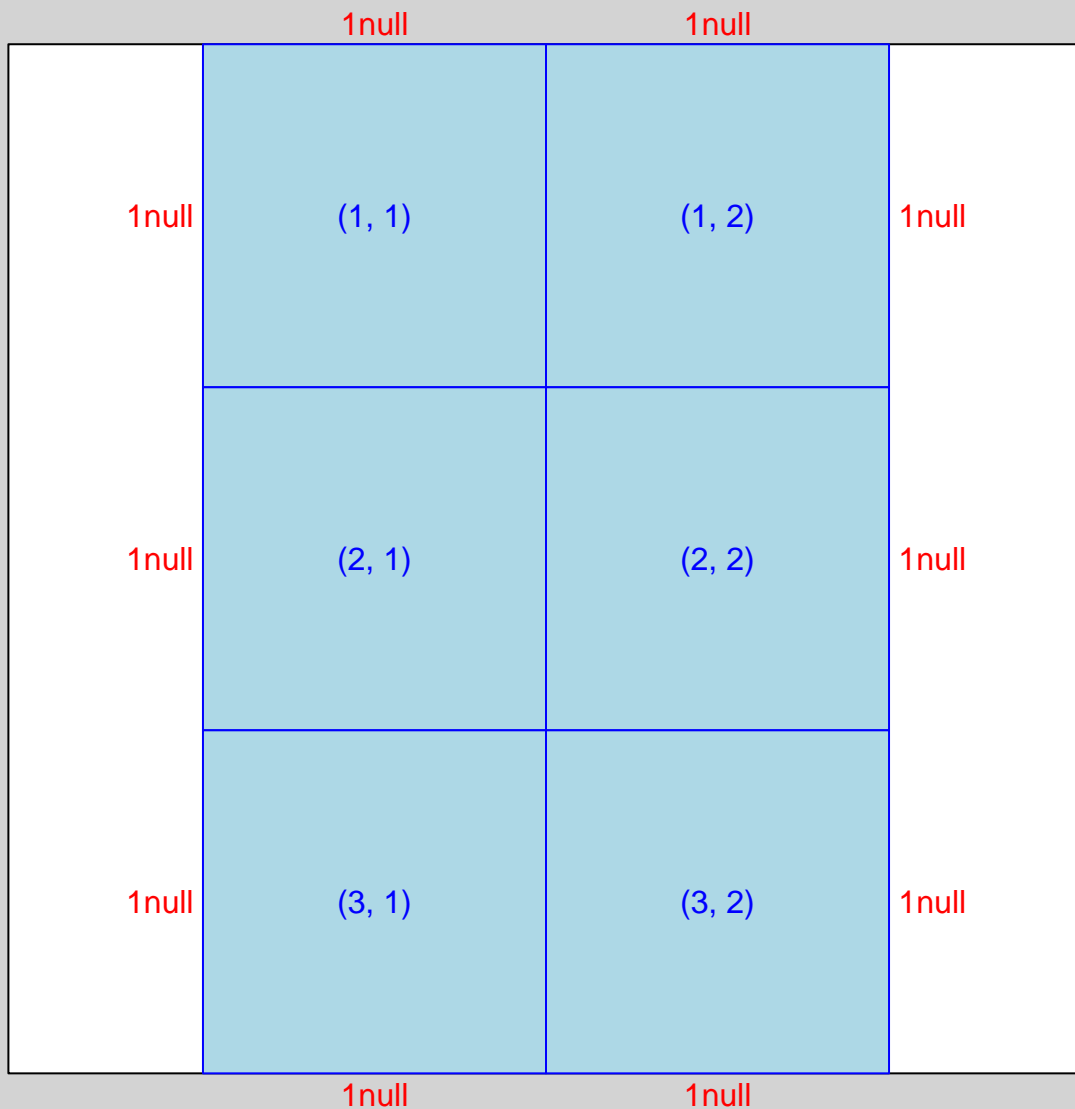 1null 1null
1null (1, 1) (1, 2) 1null
1null (2, 1) (2, 2) 1null
1null (3, 1) (3, 2) 1null
1null 1null